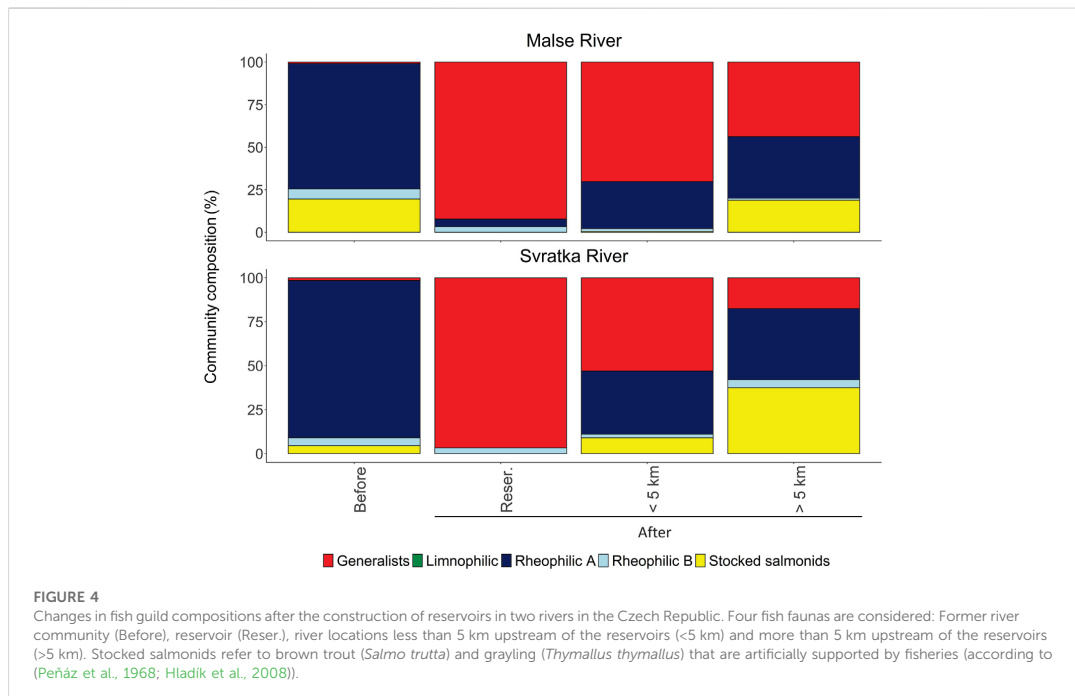 Malse River
100
75
50
25
0
Svratka River
100
75
50
25
0
Community composition (%)
Before
Reser.
< 5 km
> 5 km
After
Generalists Limnophilic Rheophilic A Rheophilic B Stocked salmonids
FIGURE 4
Changes in fish guild compositions after the construction of reservoirs in two rivers in the Czech Republic. Four fish faunas are considered: Former river
community (Before), reservoir (Reser.), river locations less than 5 km upstream of the reservoirs (<5 km) and more than 5 km upstream of the reservoirs
(>5 km). Stocked salmonids refer to brown trout (Salmo trutta) and grayling (Thymallus thymallus) that are artificially supported by fisheries (according to
(Peňáz et al., 1968; Hladík et al., 2008)).